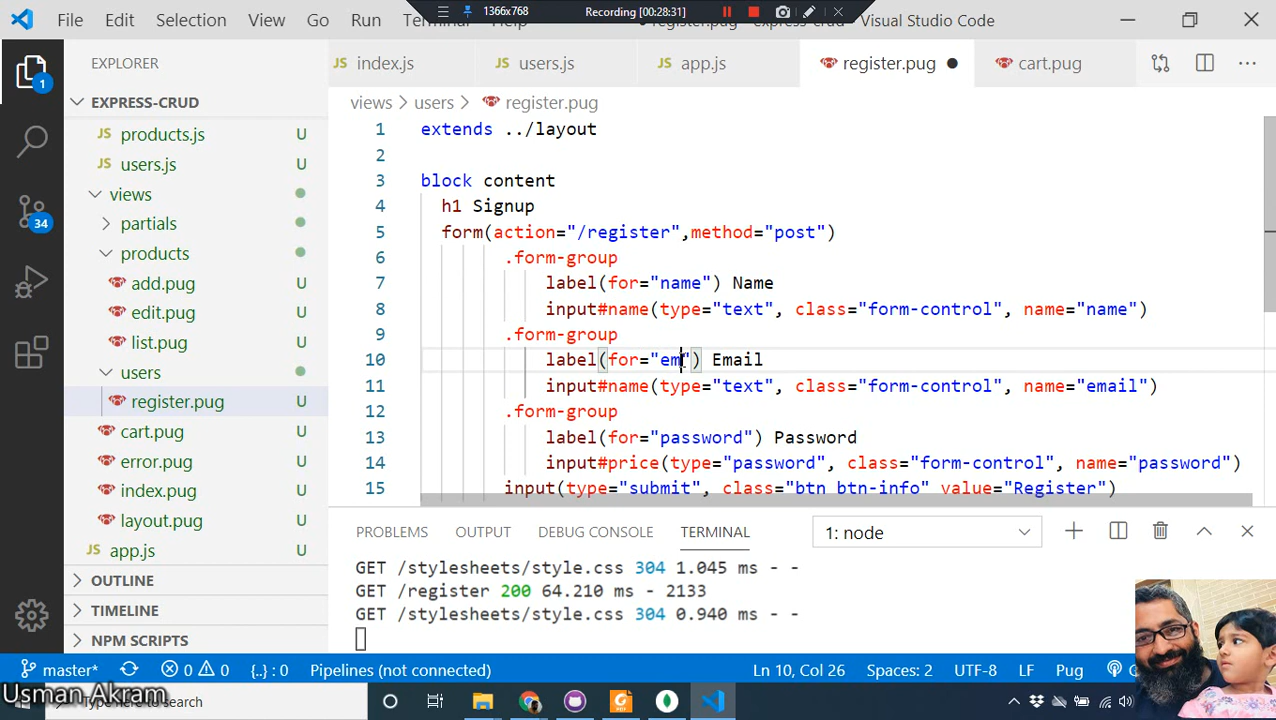 File Edit Selection View Go Run Terminal Help register.pug express-crud Visual Studio Code
1366x768 Recording [00:28:31]
EXPLORER
index.js
JS users.js
JS app.js
register.pug
cart.pug
1
EXPRESS-CRUD
views > users > register.pug
JS products.js U
JS users.js U
views
partials
products
add.pug U
edit.pug U
list.pug U
users
register.pug U
cart.pug U
error.pug U
index.pug U
layout.pug U
JS app.js U
OUTLINE
TIMELINE
NPM SCRIPTS
34
1 extends ../layout
2
3 block content
4 h1 Signup
5 form(action="/register",method="post")
6 .form-group
7 label(for="name") Name
8 input#name(type="text", class="form-control", name="name")
9 .form-group
10 label(for="em") Email
11 input#name(type="text", class="form-control", name="email")
12 .form-group
13 label(for="password") Password
14 input#price(type="password", class="form-control", name="password")
15 input(type="submit", class="btn btn-info" value="Register")
PROBLEMS OUTPUT DEBUG CONSOLE TERMINAL 1: node
GET /stylesheets/style.css 304 1.045 ms - -
GET /register 200 64.210 ms - 2133
GET /stylesheets/style.css 304 0.940 ms - -
master* 0 0 {..} : 0 Pipelines (not connected) Ln 10, Col 26 Spaces: 2 UTF-8 LF Pug
Usman Akram
here to search